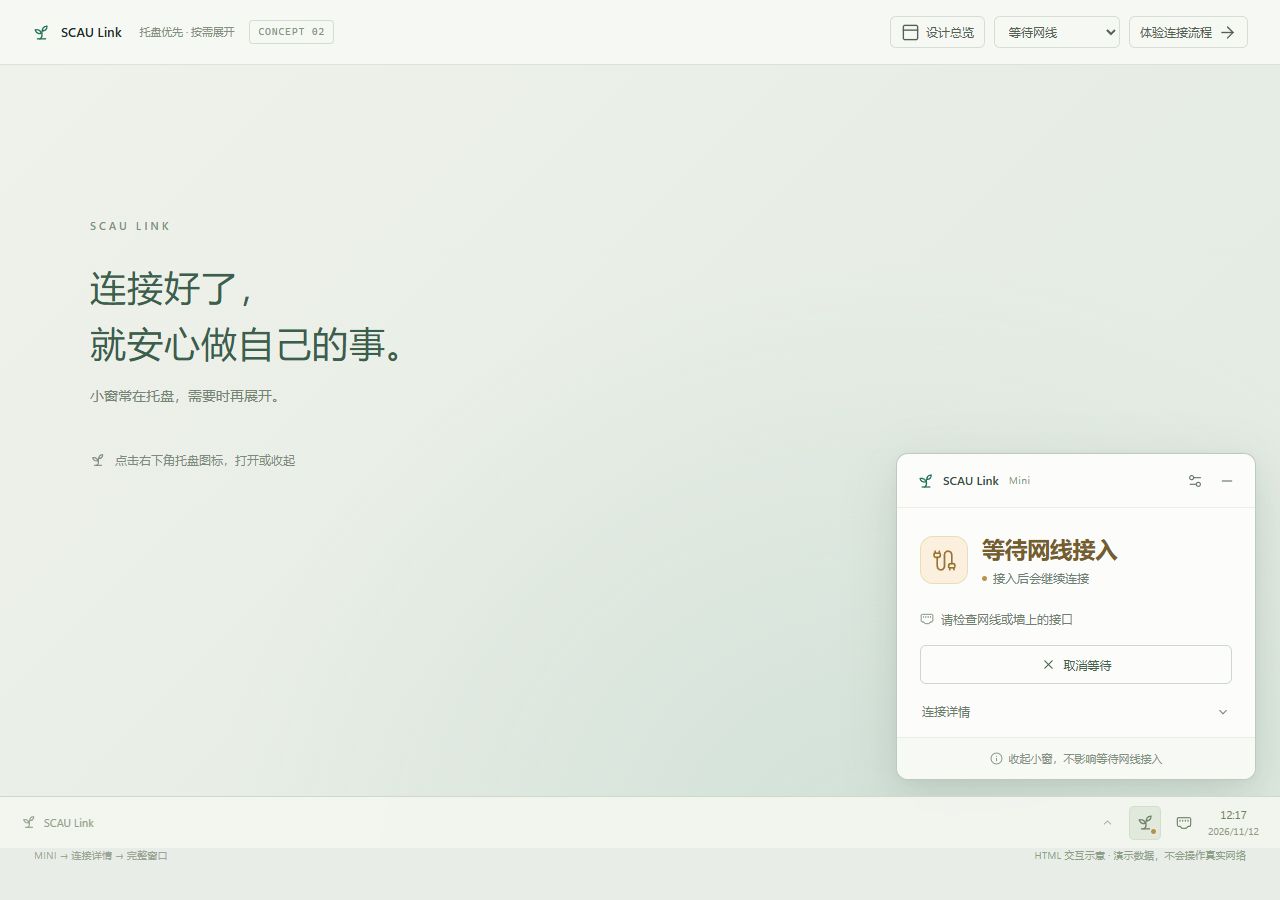 SCAU Link 托盘优先 · 按需展开 CONCEPT 02 设计总览 等待网线 体验连接流程
SCAU LINK
连接好了，
就安心做自己的事。
小窗常在托盘，需要时再展开。
点击右下角托盘图标，打开或收起
SCAU Link Mini
等待网线接入
接入后会继续连接
请检查网线或墙上的接口
取消等待
连接详情
收起小窗，不影响等待网线接入
SCAU Link 12:17
2026/11/12
MINI → 连接详情 → 完整窗口 HTML 交互示意 · 演示数据，不会操作真实网络